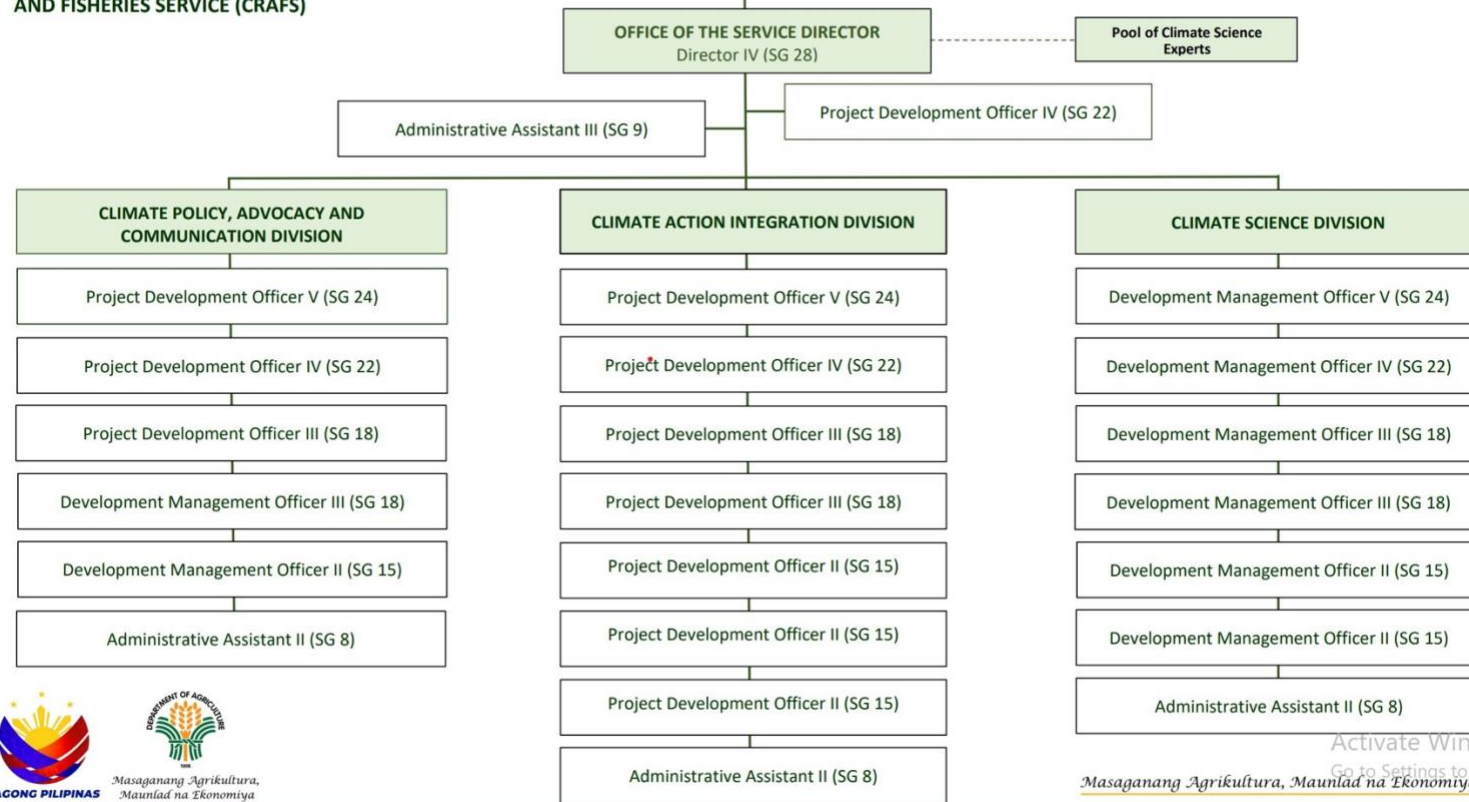 AND FISHERIES SERVICE (CRAFS)
OFFICE OF THE SERVICE DIRECTOR
Director IV (SG 28)
Pool of Climate Science
Experts
Administrative Assistant III (SG 9)
Project Development Officer IV (SG 22)
CLIMATE POLICY, ADVOCACY AND
COMMUNICATION DIVISION
Project Development Officer V (SG 24)
Project Development Officer IV (SG 22)
Project Development Officer III (SG 18)
Development Management Officer III (SG 18)
Development Management Officer II (SG 15)
Administrative Assistant II (SG 8)
CLIMATE ACTION INTEGRATION DIVISION
Project Development Officer V (SG 24)
Project Development Officer IV (SG 22)
Project Development Officer III (SG 18)
Project Development Officer III (SG 18)
Project Development Officer II (SG 15)
Project Development Officer II (SG 15)
Project Development Officer II (SG 15)
Administrative Assistant II (SG 8)
CLIMATE SCIENCE DIVISION
Development Management Officer V (SG 24)
Development Management Officer IV (SG 22)
Development Management Officer III (SG 18)
Development Management Officer III (SG 18)
Development Management Officer II (SG 15)
Development Management Officer II (SG 15)
Administrative Assistant II (SG 8)
AGONG PILIPINAS
DEPARTMENT OF AGRICULTURE
1898
Masaganang Agrikultura,
Maunlad na Ekonomiya
Activate Win
Go to Settings to
Masaganang Agrikultura, Maunlad na Ekonomiy